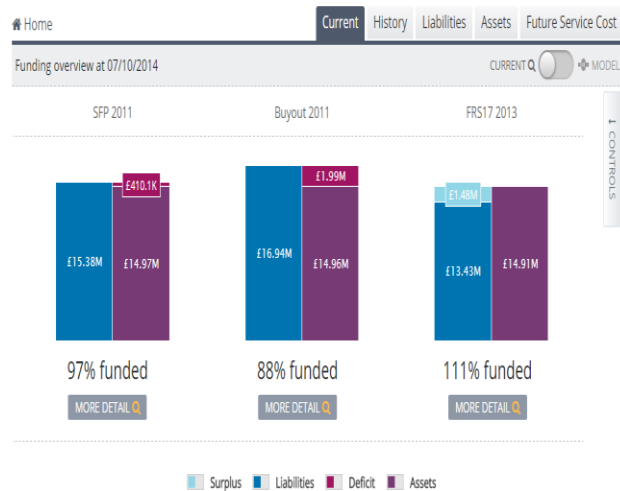 Home Current History Liabilities Assets Future Service Cost
Funding overview at 07/10/2014 CURRENT MODEL
SFP 2011 Buyout 2011 FRS17 2013
CONTROLS
£410.1K £1.99M £1.48M
£15.38M £14.97M £16.94M £14.96M £13.43M £14.91M
97% funded 88% funded 111% funded
MORE DETAIL MORE DETAIL MORE DETAIL
Surplus Liabilities Deficit Assets